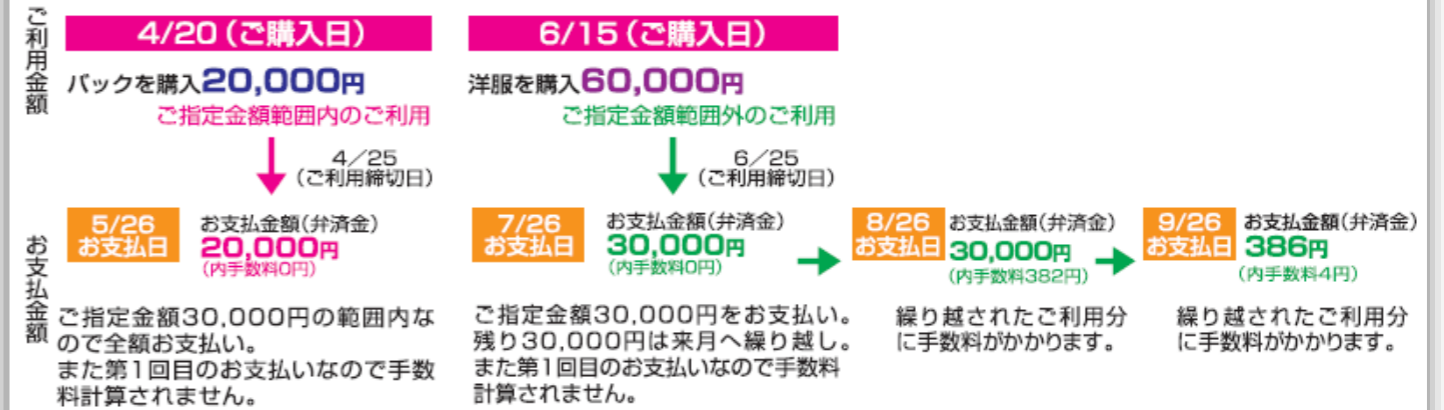 ご利用金額
4/20（ご購入日）
バックを購入20,000円
ご指定金額範囲内のご利用
4／25
（ご利用締切日）
6/15（ご購入日）
洋服を購入60,000円
ご指定金額範囲外のご利用
6／25
（ご利用締切日）
お支払金額
5/26
お支払日
お支払金額（弁済金）
20,000円
（内手数料0円）
ご指定金額30,000円の範囲内な
ので全額お支払い。
また第1回目のお支払いなので手数
料計算されません。
7/26
お支払日
お支払金額（弁済金）
30,000円
（内手数料0円）
ご指定金額30,000円をお支払い。
残り30,000円は来月へ繰り越し。
また第1回目のお支払いなので手数料
計算されません。
8/26
お支払日
お支払金額（弁済金）
30,000円
（内手数料382円）
繰り越されたご利用分
に手数料がかかります。
9/26
お支払日
お支払金額（弁済金）
386円
（内手数料4円）
繰り越されたご利用分
に手数料がかかります。